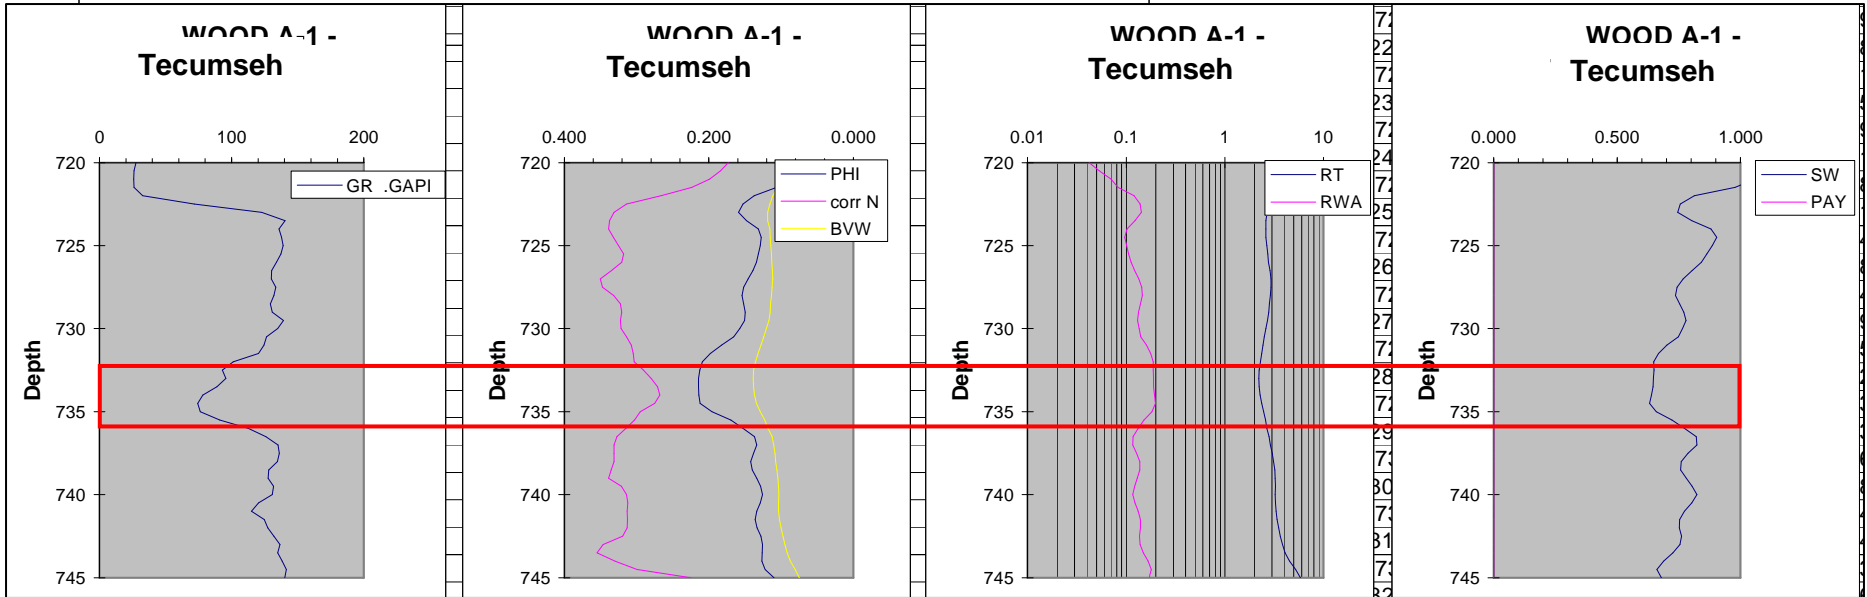 WOOD A-1 -
Tecumseh
0 100 200
720
725
730
735
740
745
Depth
GR .GAPI
WOOD A-1 -
Tecumseh
0.400 0.200 0.000
720
725
730
735
740
745
Depth
PHI
corr N
BVW
WOOD A-1 -
Tecumseh
0.01 0.1 1 10
720
725
730
735
740
745
Depth
RT
RWA
WOOD A-1 -
Tecumseh
0.000 0.500 1.000
720
725
730
735
740
745
Depth
SW
PAY